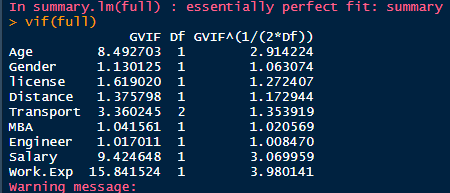 In summary.lm(full) : essentially perfect fit: summary
> vif(full)
GVIF Df GVIF^(1/(2*Df))
Age 8.492703 1 2.914224
Gender 1.130125 1 1.063074
license 1.619020 1 1.272407
Distance 1.375798 1 1.172944
Transport 3.360245 2 1.353919
MBA 1.041561 1 1.020569
Engineer 1.017011 1 1.008470
Salary 9.424648 1 3.069959
Work.Exp 15.841524 1 3.980141
Warning message: